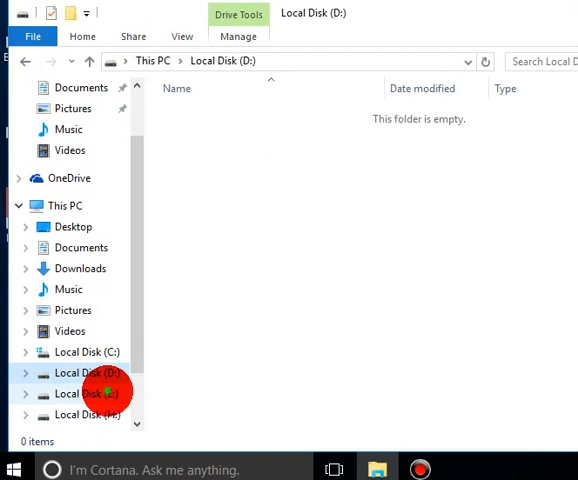 Drive Tools
Local Disk (D:)
File
Home
Share
View
Manage
This PC
Local Disk (D:)
Search Local D
Documents
Pictures
Music
Videos
OneDrive
This PC
Desktop
Documents
Downloads
Music
Pictures
Videos
Local Disk (C:)
Local Disk (D:)
Local Disk (E:)
Local Disk (H:)
Name
Date modified
Type
This folder is empty.
0 items
I'm Cortana. Ask me anything.